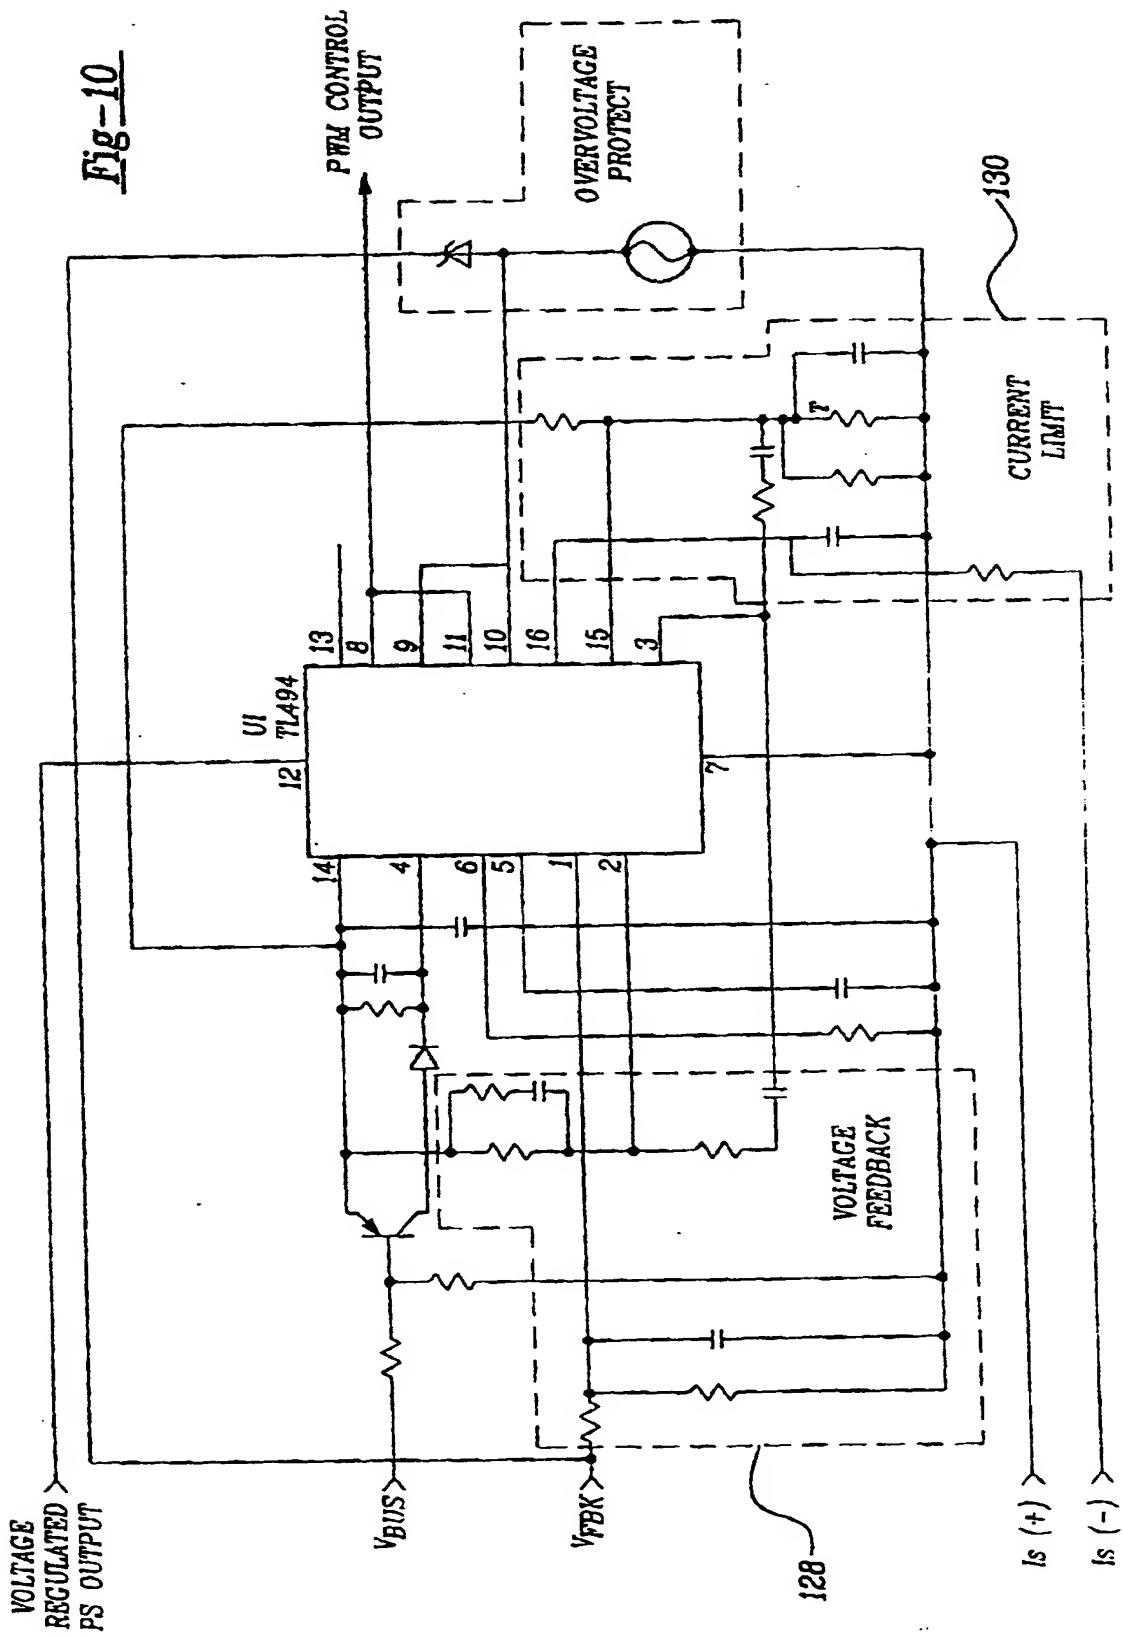 Fig-10
PWM CONTROL
OUTPUT
OVERVOLTAGE
PROTECT
130
CURRENT
LIMIT
T
U1
TL494
12
13
8
9
11
10
16
15
3
7
14
4
6
5
1
2
VOLTAGE
FEEDBACK
128
VOLTAGE
REGULATED
PS OUTPUT
VBUS
VFBK
Is (+)
Is (-)